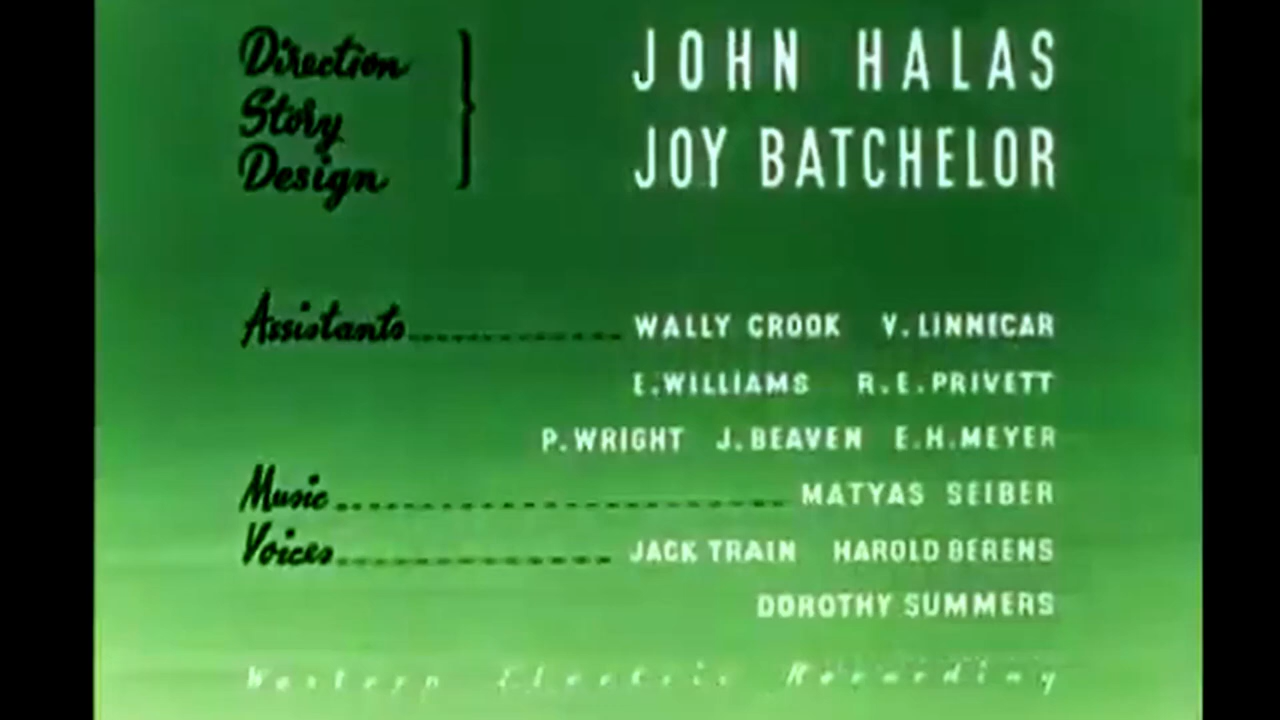 Direction
Story
Design
JOHN HALAS
JOY BATCHELOR
Assistants WALLY CROOK V. LINNECAR
E. WILLIAMS R. E. PRIVETT
P. WRIGHT J. BEAVEN E. H. MEYER
Music MATYAS SEIBER
Voices JACK TRAIN HAROLD BERENS
DOROTHY SUMMERS
Western Electric Recording